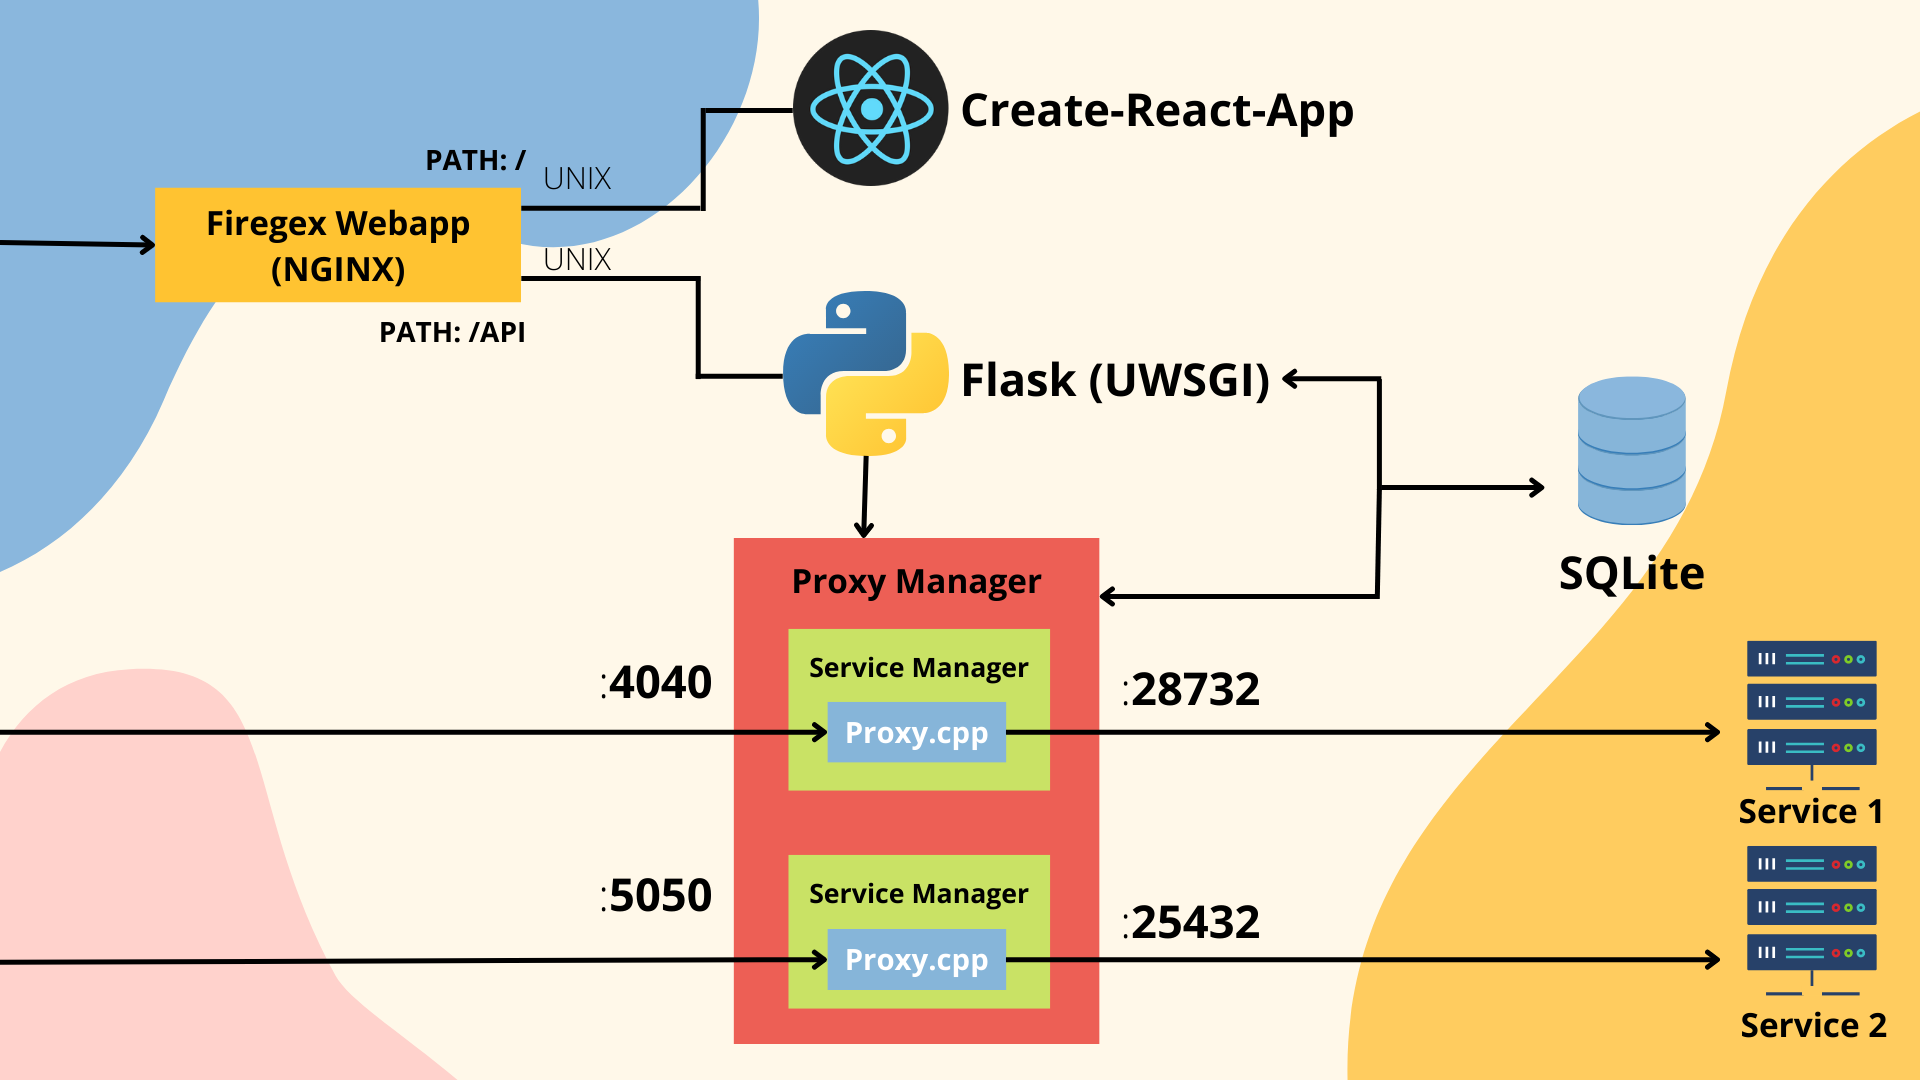 Create-React-App
PATH: /
UNIX
Firegex Webapp
(NGINX)
UNIX
PATH: /API
Flask (UWSGI)
SQLite
Proxy Manager
Service Manager
:4040
:28732
Proxy.cpp
Service 1
Service Manager
:5050
:25432
Proxy.cpp
Service 2